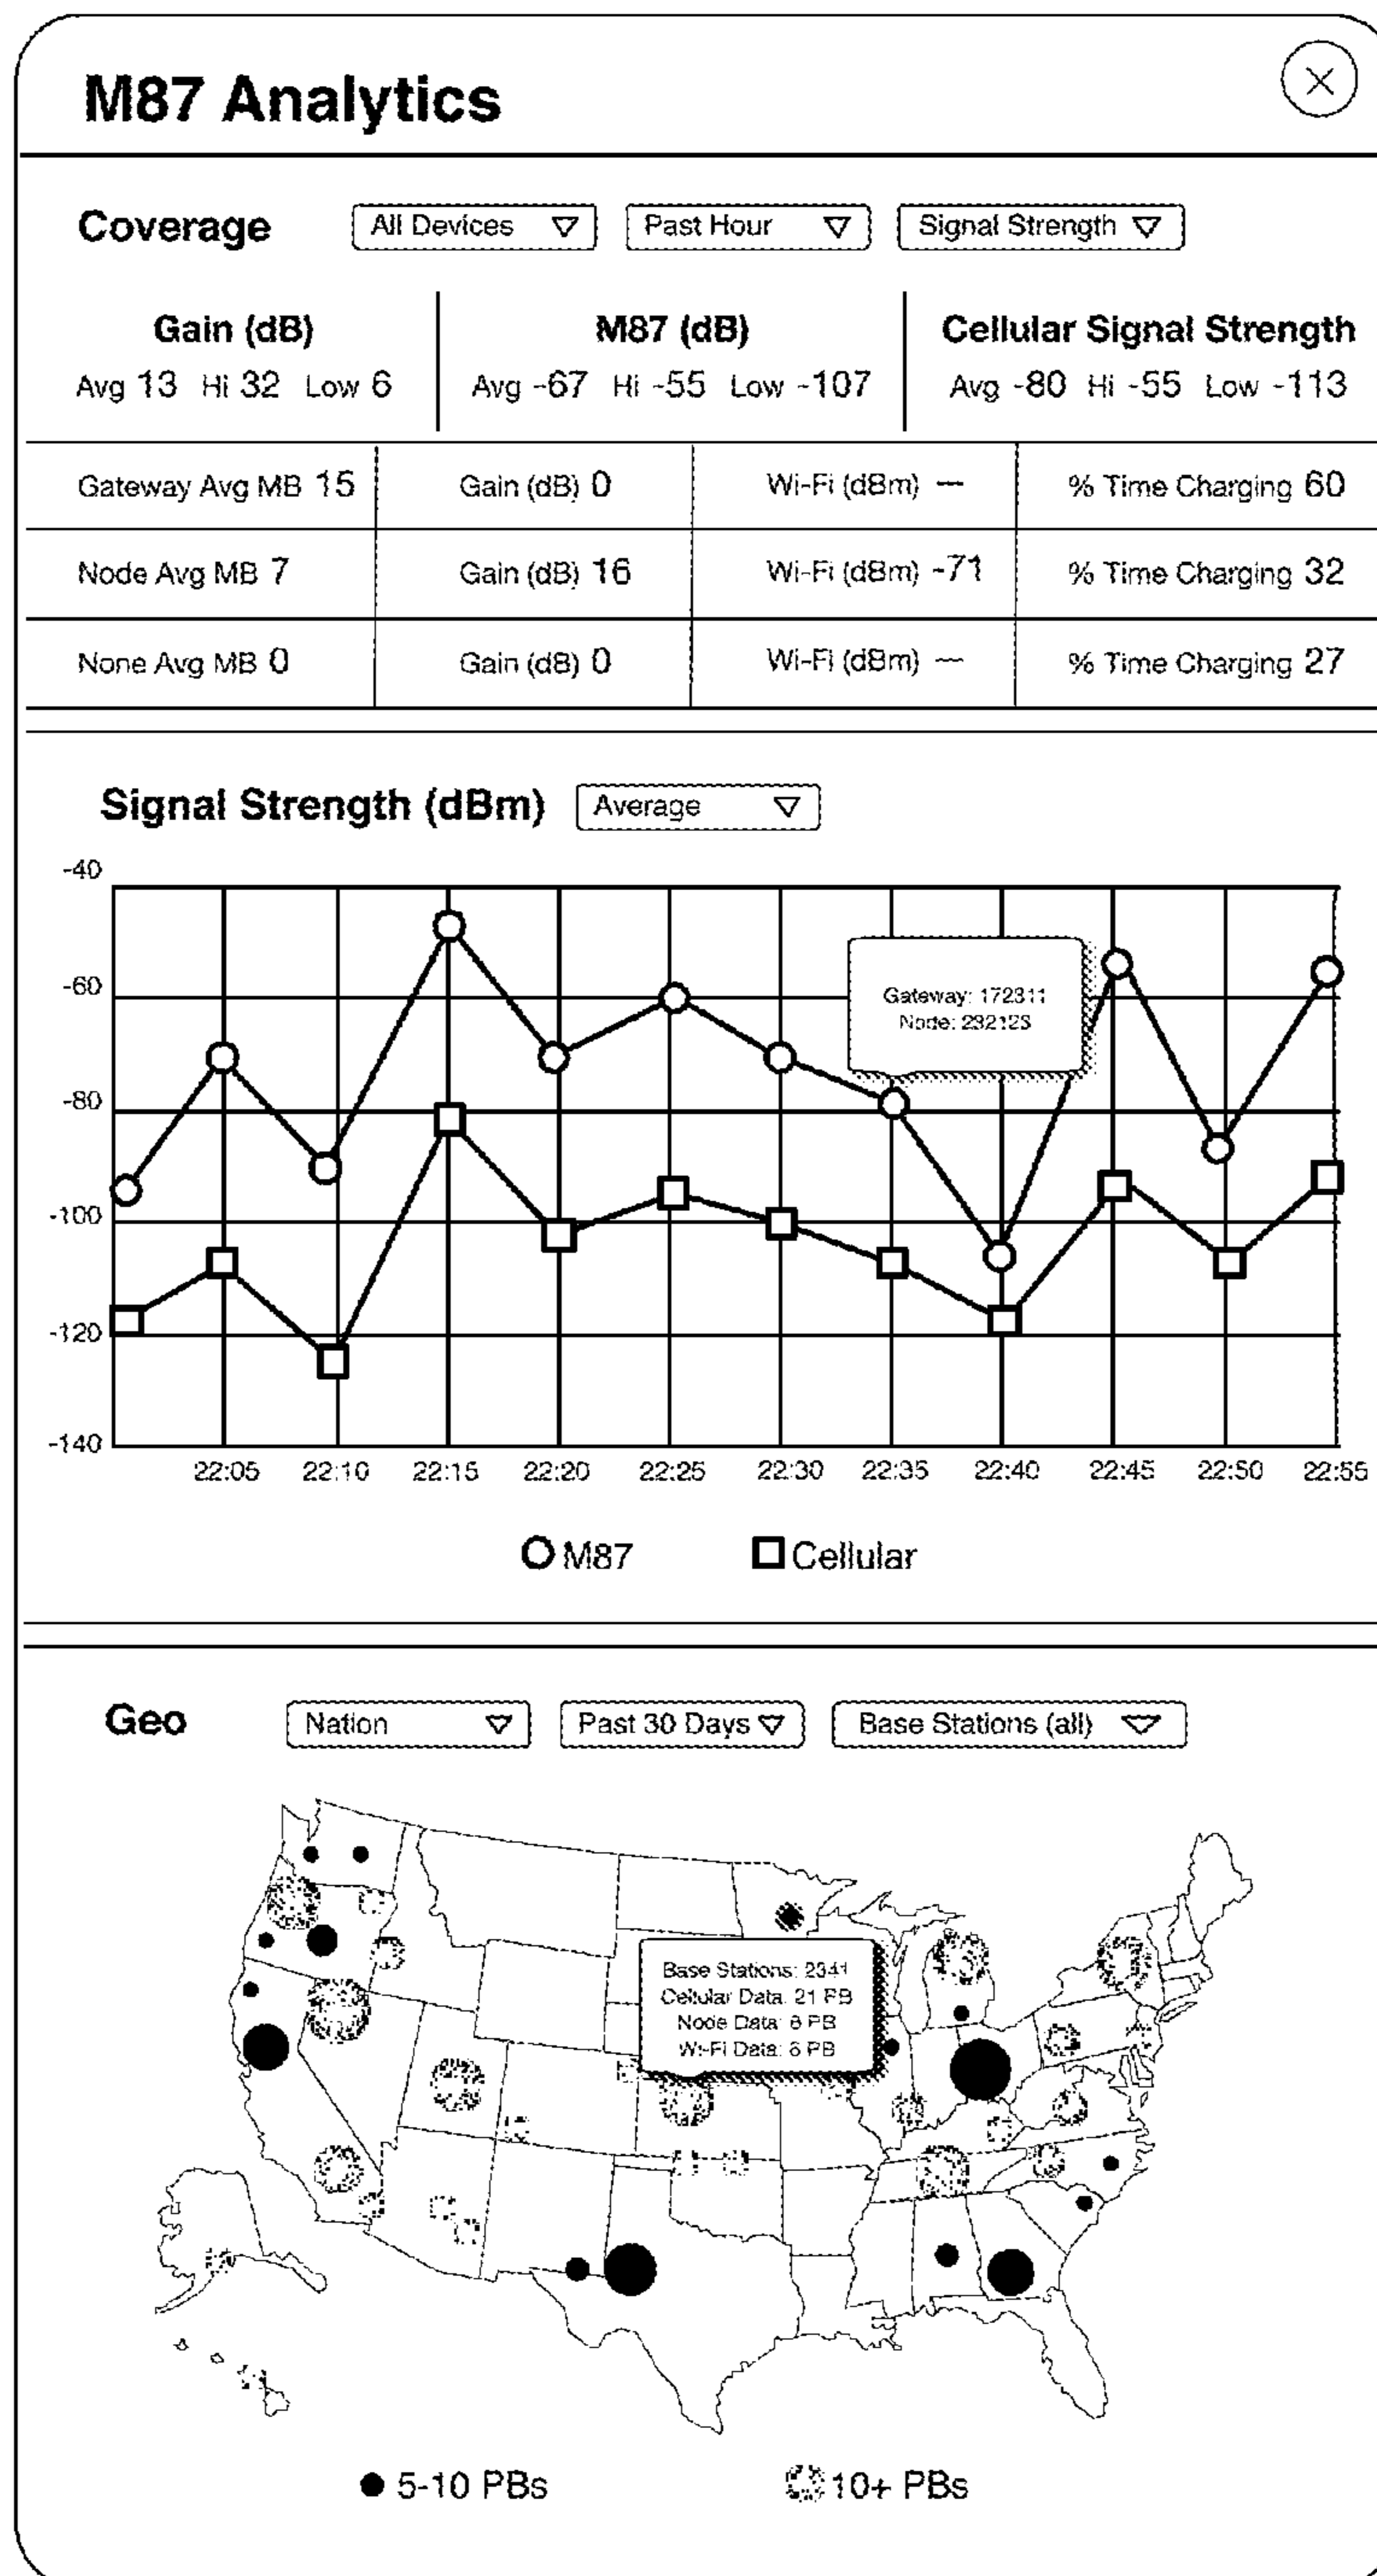 M87 Analytics
Coverage All Devices Past Hour Signal Strength
Gain (dB) M87 (dB) Cellular Signal Strength
Avg 13 Hi 32 Low 6 Avg -67 Hi -55 Low -107 Avg -80 Hi -55 Low -113
Gateway Avg MB 15 Gain (dB) 0 Wi-Fi (dBm) — % Time Charging 60
Node Avg MB 7 Gain (dB) 16 Wi-Fi (dBm) -71 % Time Charging 32
None Avg MB 0 Gain (dB) 0 Wi-Fi (dBm) — % Time Charging 27
Signal Strength (dBm) Average
-40
-60
Gateway: 172311
Node:
-80
-100
-120
-140
22:05 22:10 22:15 22:20 22:25 22:30 22:35 22:40 22:45 22:50 22:55
M87 Cellular
Geo Nation Past 30 Days Base Stations (all)
Base Stations: 2341
Cellular Data: 21 PB
Node Data: PB
Wi-Fi Data: PB
5-10 PBs 10+ PBs